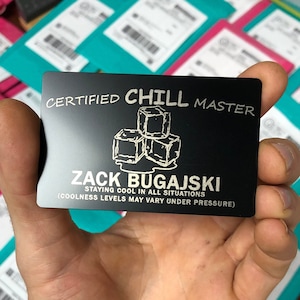 CERTIFIED CHILL MASTER
ZACK BUGAJSKI
STAYING COOL IN ALL SITUATIONS
(COOLNESS LEVELS MAY VARY UNDER PRESSURE)